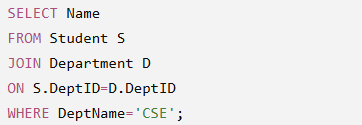 SELECT Name
FROM Student S
JOIN Department D
ON S.DeptID=D.DeptID
WHERE DeptName='CSE';